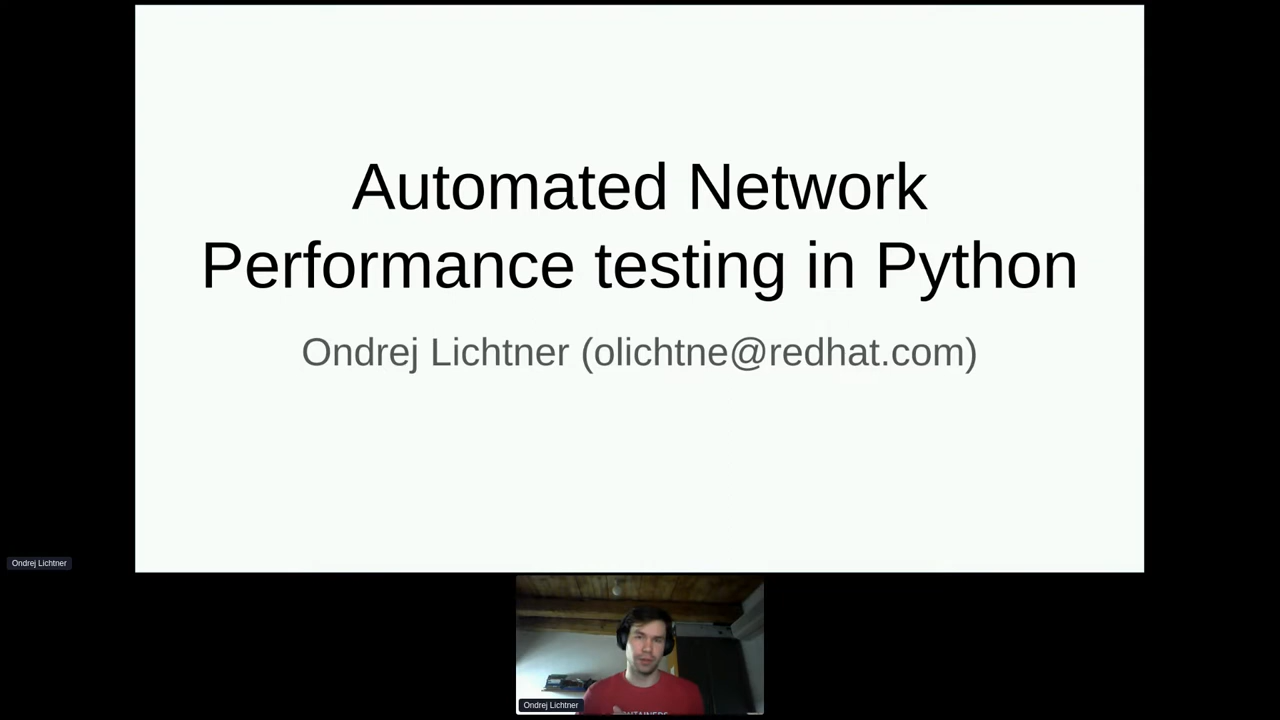 Automated Network
Performance testing in Python
Ondrej Lichtner (olichtne@redhat.com)
Ondrej Lichtner
Ondrej Lichtner